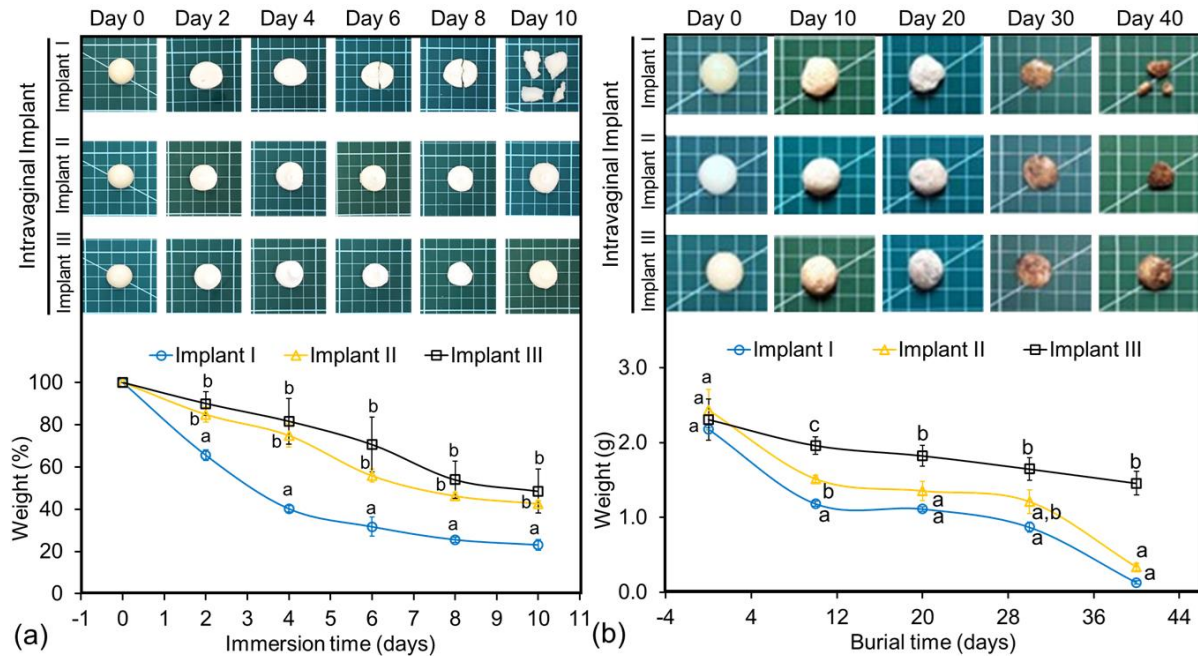 Day 0 Day 2 Day 4 Day 6 Day 8 Day 10
Intravaginal Implant
Implant I
Implant II
Implant III
Implant I Implant II Implant III
100
80
60
40
20
0
Weight (%)
b
b
b
b
b
b
b
b
b
b
a
a
a
a
a
-1 0 1 2 3 4 5 6 7 8 9 10 11
Immersion time (days)
(a)
Day 0 Day 10 Day 20 Day 30 Day 40
Intravaginal Implant
Implant I
Implant II
Implant III
Implant I Implant II Implant III
3.0
2.0
1.0
0.0
Weight (g)
a
a
a
c
b
b
b
b
a
a,b
a
a
a
a
a
-4 4 12 20 28 36 44
Burial time (days)
(b)